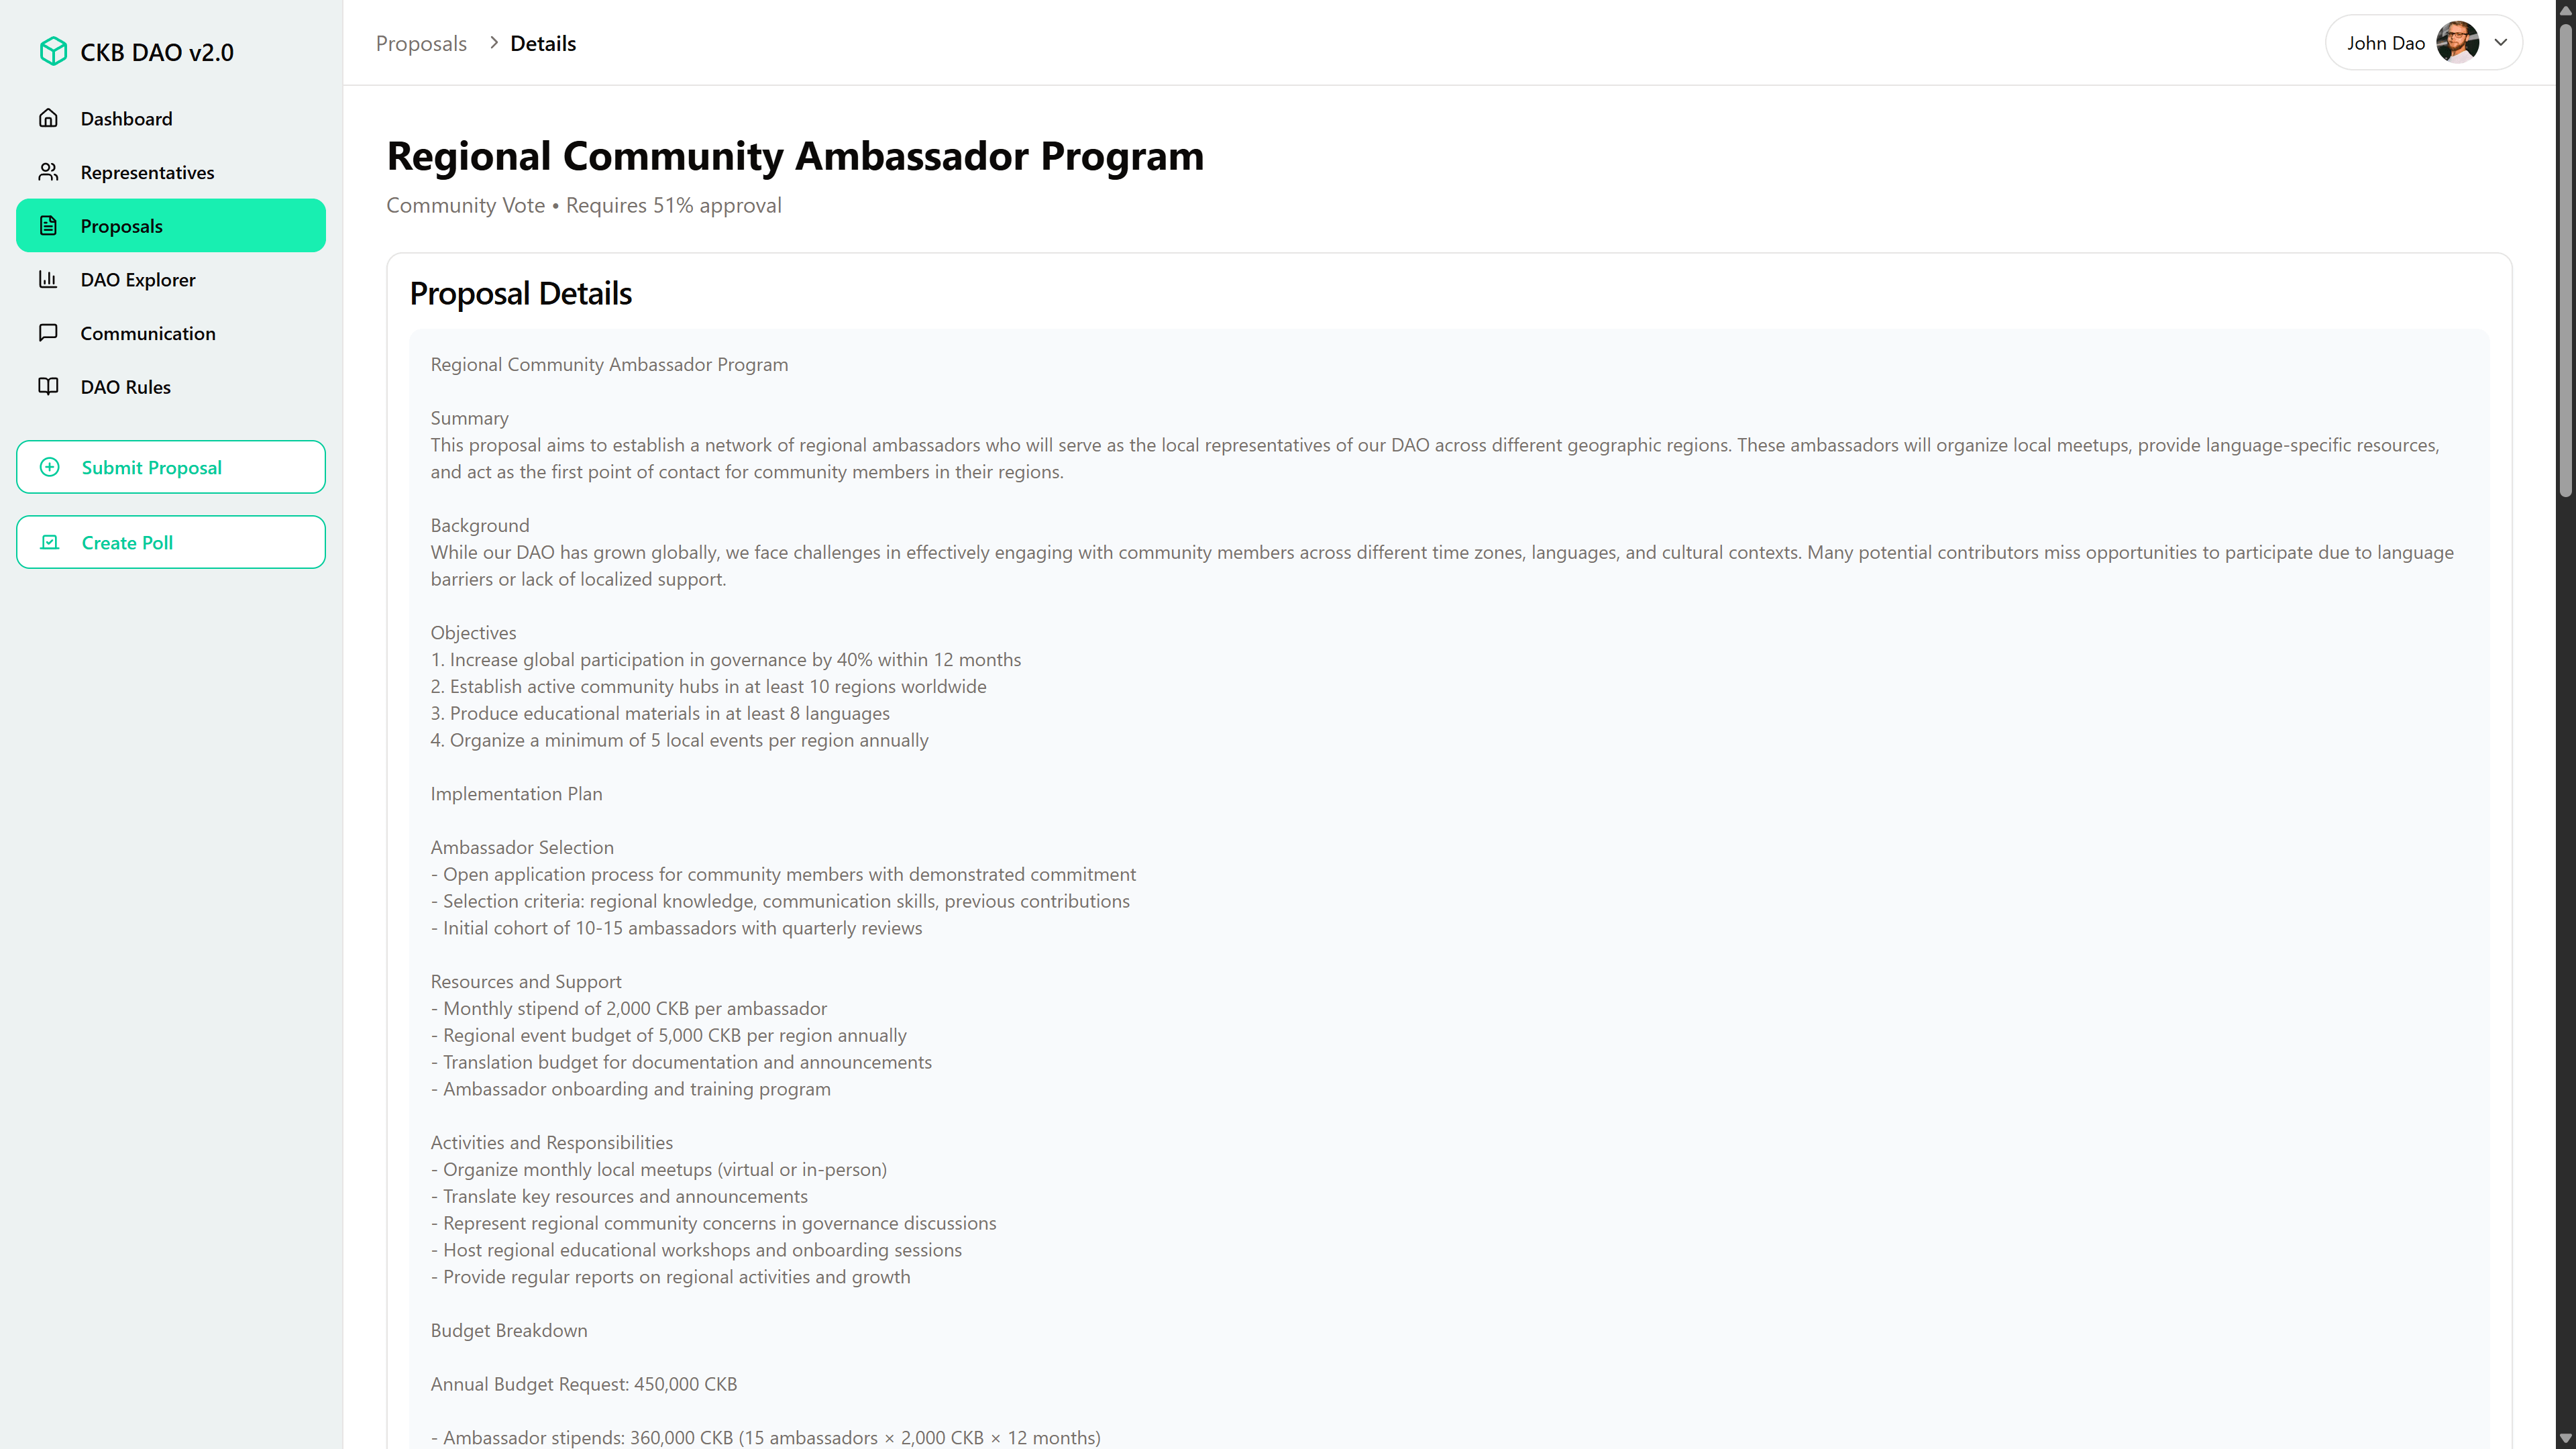 CKB DAO v2.0
Dashboard
Representatives
Proposals
DAO Explorer
Communication
DAO Rules
Submit Proposal
Create Poll
Proposals > Details
John Dao
Regional Community Ambassador Program
Community Vote • Requires 51% approval
Proposal Details
Regional Community Ambassador Program
Summary
This proposal aims to establish a network of regional ambassadors who will serve as the local representatives of our DAO across different geographic regions. These ambassadors will organize local meetups, provide language-specific resources,
and act as the first point of contact for community members in their regions.
Background
While our DAO has grown globally, we face challenges in effectively engaging with community members across different time zones, languages, and cultural contexts. Many potential contributors miss opportunities to participate due to language
barriers or lack of localized support.
Objectives
1. Increase global participation in governance by 40% within 12 months
2. Establish active community hubs in at least 10 regions worldwide
3. Produce educational materials in at least 8 languages
4. Organize a minimum of 5 local events per region annually
Implementation Plan
Ambassador Selection
- Open application process for community members with demonstrated commitment
- Selection criteria: regional knowledge, communication skills, previous contributions
- Initial cohort of 10-15 ambassadors with quarterly reviews
Resources and Support
- Monthly stipend of 2,000 CKB per ambassador
- Regional event budget of 5,000 CKB per region annually
- Translation budget for documentation and announcements
- Ambassador onboarding and training program
Activities and Responsibilities
- Organize monthly local meetups (virtual or in-person)
- Translate key resources and announcements
- Represent regional community concerns in governance discussions
- Host regional educational workshops and onboarding sessions
- Provide regular reports on regional activities and growth
Budget Breakdown
Annual Budget Request: 450,000 CKB
- Ambassador stipends: 360,000 CKB (15 ambassadors × 2,000 CKB × 12 months)